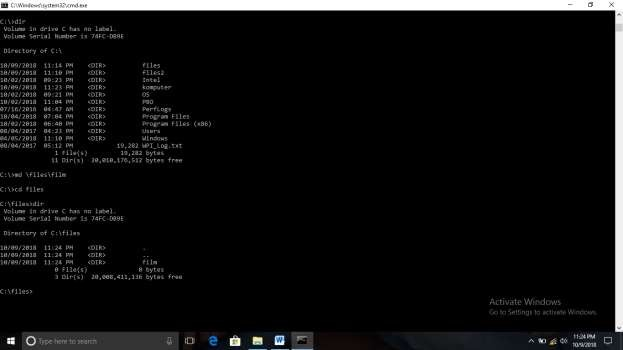 C:\Windows\system32\cmd.exe
C:\>dir
Volume in drive C has no label.
Volume Serial Number is 74FC-DB9E
Directory of C:\
10/09/2018 11:14 PM <DIR> files
10/09/2018 11:10 PM <DIR> files2
10/02/2018 09:23 PM <DIR> Intel
10/09/2018 11:23 PM <DIR> komputer
10/02/2018 09:21 PM <DIR> OS
10/02/2018 11:04 PM <DIR> PBO
07/16/2016 04:47 AM <DIR> PerfLogs
10/04/2018 07:04 PM <DIR> Program Files
10/02/2018 06:40 PM <DIR> Program Files (x86)
08/04/2017 04:23 PM <DIR> Users
04/05/2018 11:10 PM <DIR> Windows
08/04/2017 05:12 PM 19,282 WPI_Log.txt
1 File(s) 19,282 bytes
11 Dir(s) 20,010,176,512 bytes free
C:\>md \files\film
C:\>cd files
C:\files>dir
Volume in drive C has no label.
Volume Serial Number is 74FC-DB9E
Directory of C:\files
10/09/2018 11:24 PM <DIR> .
10/09/2018 11:24 PM <DIR> ..
10/09/2018 11:24 PM <DIR> film
0 File(s) 0 bytes
3 Dir(s) 20,008,411,136 bytes free
C:\files>
Activate Windows
Go to Settings to activate Windows.
Type here to search
11:24 PM
10/9/2018